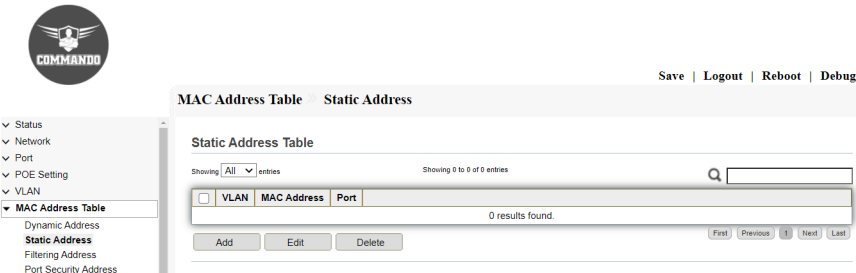 COMMANDO
Save | Logout | Reboot | Debug
MAC Address Table Static Address
Status
Network
Port
POE Setting
VLAN
MAC Address Table
Dynamic Address
Static Address
Filtering Address
Port Security Address
Static Address Table
Showing All entries
Showing 0 to 0 of 0 entries
VLAN MAC Address Port
0 results found.
Add Edit Delete
First Previous 1 Next Last